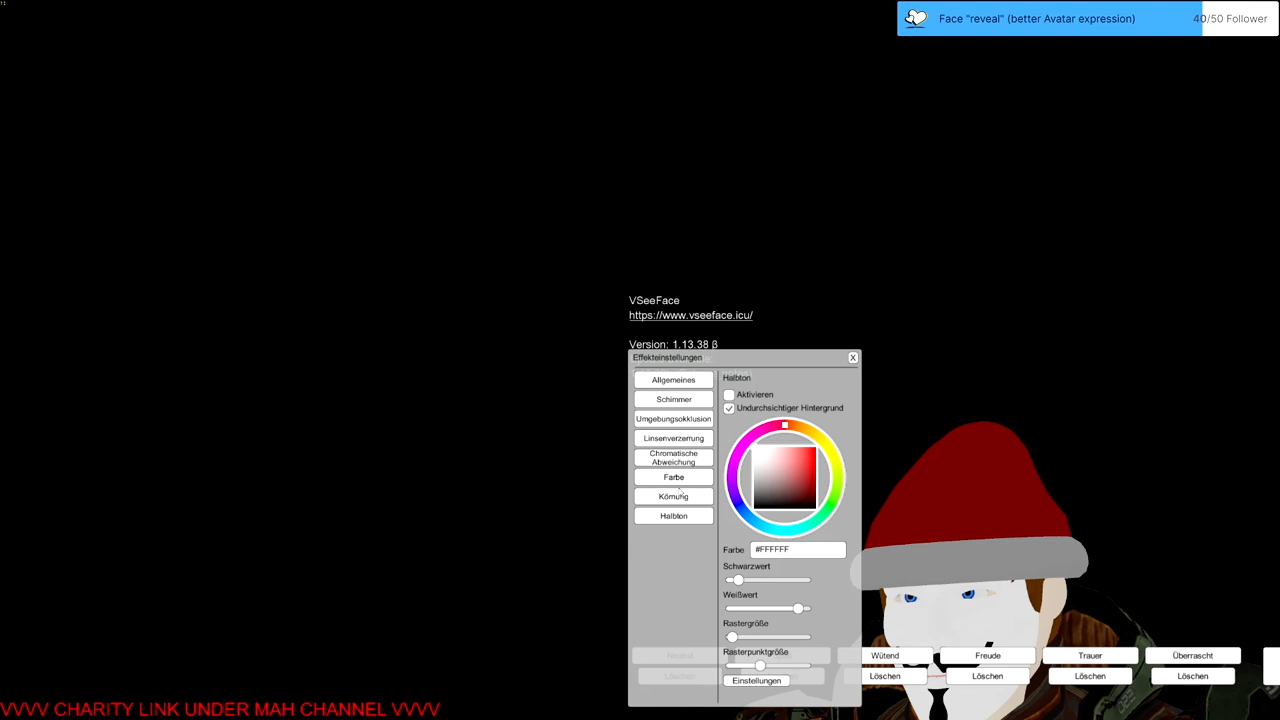 Face "reveal" (better Avatar expression)
40/50 Follower
VSeeFace
https://www.vseeface.icu/
Version: 1.13.38 β
Effekteinstellungen
X
Allgemeines
Schimmer
Umgebungsokklusion
Linsenverzerrung
Chromatische
Abweichung
Farbe
Körnung
Halbton
Halbton
Aktivieren
Undurchsichtiger Hintergrund
Farbe
#FFFFFF
Schwarzwert
Weißwert
Rastergröße
Rasterpunktgröße
Einstellungen
Neutral
Wütend
Freude
Trauer
Überrascht
Löschen
Löschen
Löschen
Löschen
Löschen
VVVV CHARITY LINK UNDER MAH CHANNEL VVVV